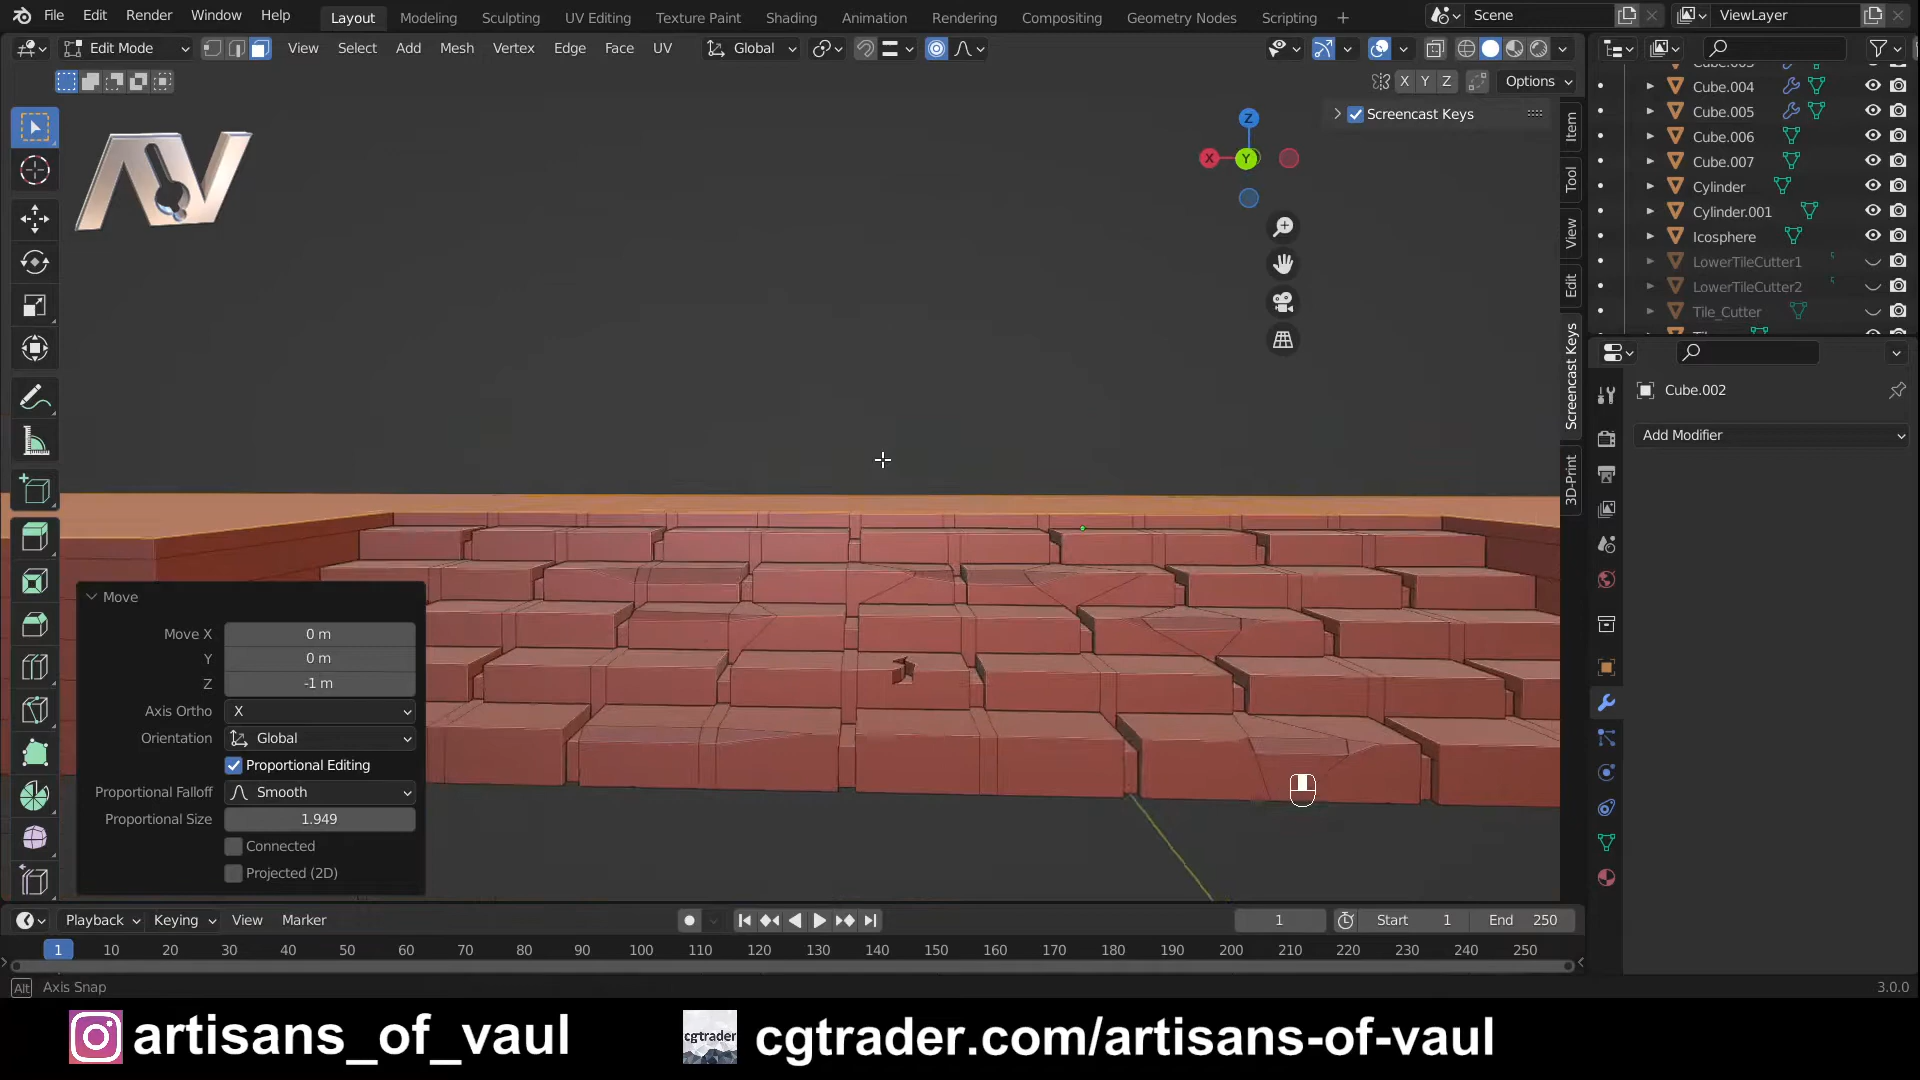 File Edit Render Window Help Layout Modeling Sculpting UV Editing Texture Paint Shading Animation Rendering Compositing Geometry Nodes Scripting + Scene ViewLayer
Edit Mode View Select Add Mesh Vertex Edge Face UV Global
X Y Z Options
Screencast Keys
Z
X Y
AV
Item
Tool
View
Edit
Screencast Keys
3D-Print
Cube.004
Cube.005
Cube.006
Cube.007
Cylinder
Cylinder.001
Icosphere
LowerTileCutter1
LowerTileCutter2
Tile_Cutter
Cube.002
Add Modifier
Move
Move X 0 m
Y 0 m
Z -1 m
Axis Ortho X
Orientation Global
Proportional Editing
Proportional Falloff Smooth
Proportional Size 1.949
Connected
Projected (2D)
Playback Keying View Marker 1 Start 1 End 250
1 10 20 30 40 50 60 70 80 90 100 110 120 130 140 150 160 170 180 190 200 210 220 230 240 250
Alt Axis Snap 3.0.0
artisans_of_vaul cgtrader cgtrader.com/artisans-of-vaul